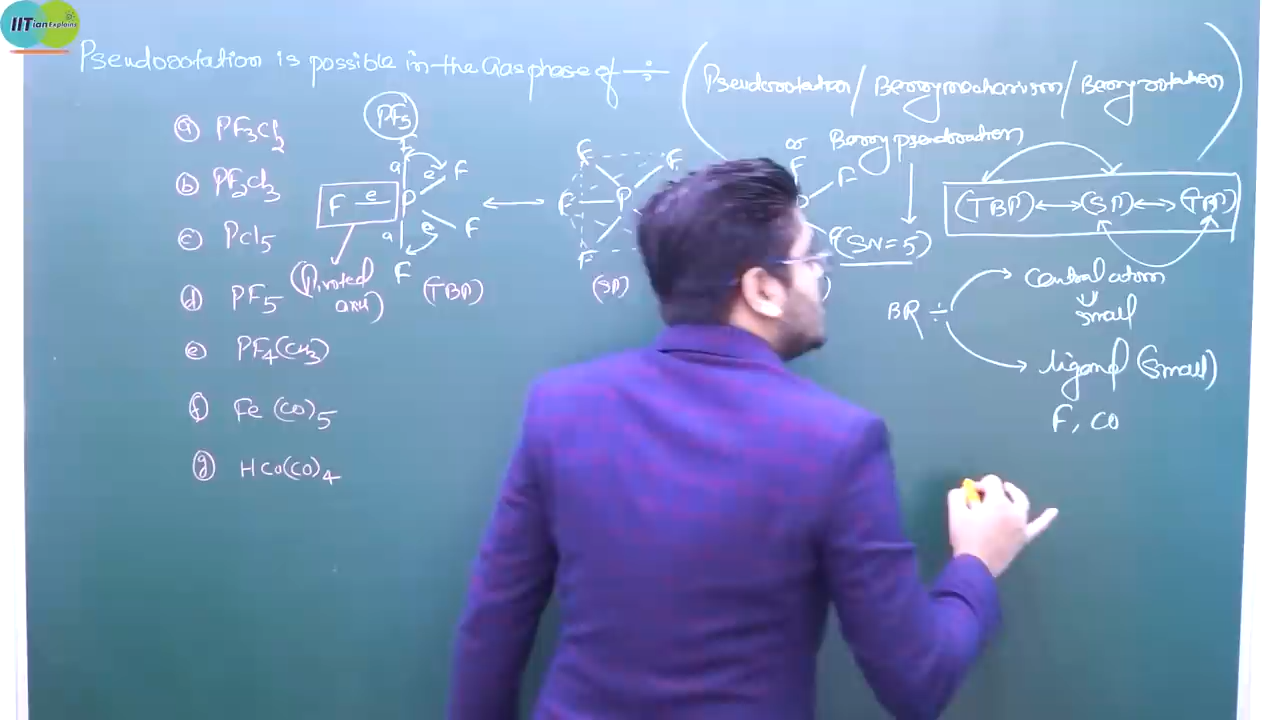 IITian Explains
Pseudorotation is possible in the Gas phase of ÷
(Pseudorotation / Berry mechanism / Berry rotation)
or Berry pseudorotation
(SN=5)
(TBP) ↔ (SP) ↔ (TBP)
BR ÷
Central atom
small
ligand (small)
F, CO
PF5
F
a
F e P e F
a e F
F
(Pivoted axis)
(TBP)
F F
F P
F
(SP)
F
F
a PF3Cl2
b PF2Cl3
c PCl5
d PF5
e PF4(CH3)
f Fe(CO)5
g HCo(CO)4